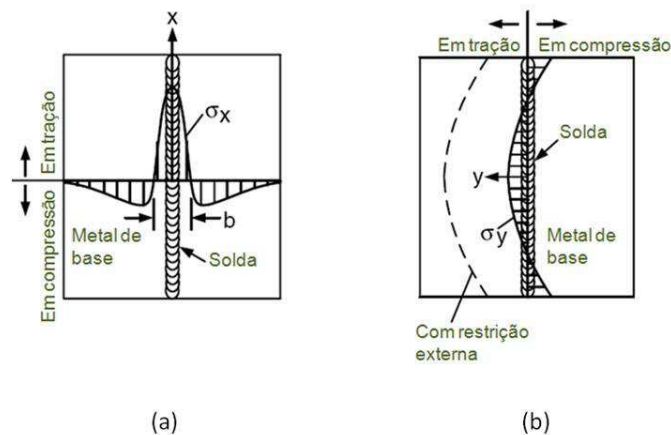 x
Em tração
Em compressão
σx
b
Metal de
base
Solda
(a)
Em tração
Em compressão
Solda
y
σy
Metal de
base
Com restrição
externa
(b)